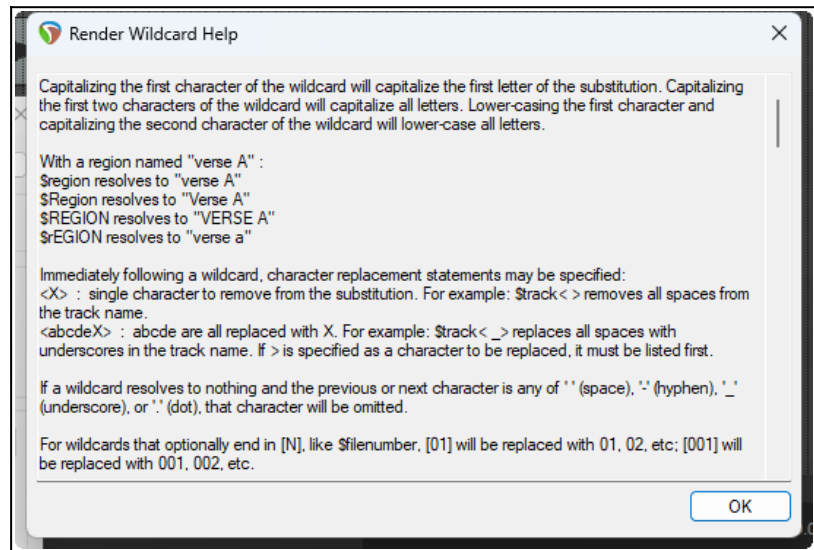 Render Wildcard Help
Capitalizing the first character of the wildcard will capitalize the first letter of the substitution. Capitalizing
the first two characters of the wildcard will capitalize all letters. Lower-casing the first character and
capitalizing the second character of the wildcard will lower-case all letters.
With a region named "verse A" :
$region resolves to "verse A"
$Region resolves to "Verse A"
$REGION resolves to "VERSE A"
$rEGION resolves to "verse a"
Immediately following a wildcard, character replacement statements may be specified:
<X> : single character to remove from the substitution. For example: $track< > removes all spaces from
the track name.
<abcdeX> : abcde are all replaced with X. For example: $track< _> replaces all spaces with
underscores in the track name. If > is specified as a character to be replaced, it must be listed first.
If a wildcard resolves to nothing and the previous or next character is any of ' ' (space), '-' (hyphen), '_'
(underscore), or '.' (dot), that character will be omitted.
For wildcards that optionally end in [N], like $filenumber, [01] will be replaced with 01, 02, etc; [001] will
be replaced with 001, 002, etc.
OK